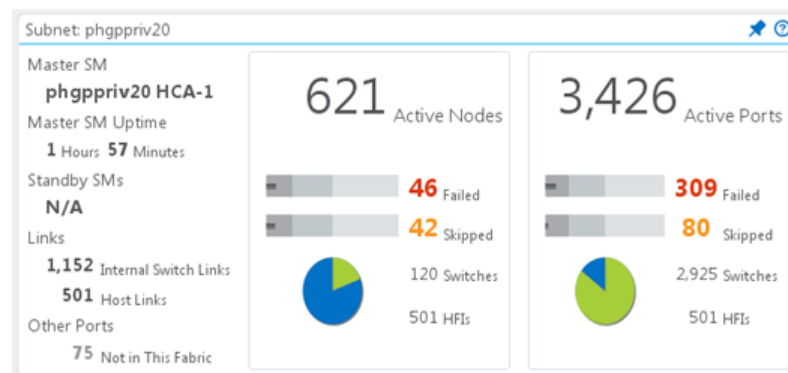 Subnet: phgppriv20
Master SM
phgppriv20 HCA-1
Master SM Uptime
1 Hours 57 Minutes
Standby SMs
N/A
Links
1,152 Internal Switch Links
501 Host Links
Other Ports
75 Not in This Fabric
621 Active Nodes
46 Failed
42 Skipped
120 Switches
501 HFIs
3,426 Active Ports
309 Failed
80 Skipped
2,925 Switches
501 HFIs